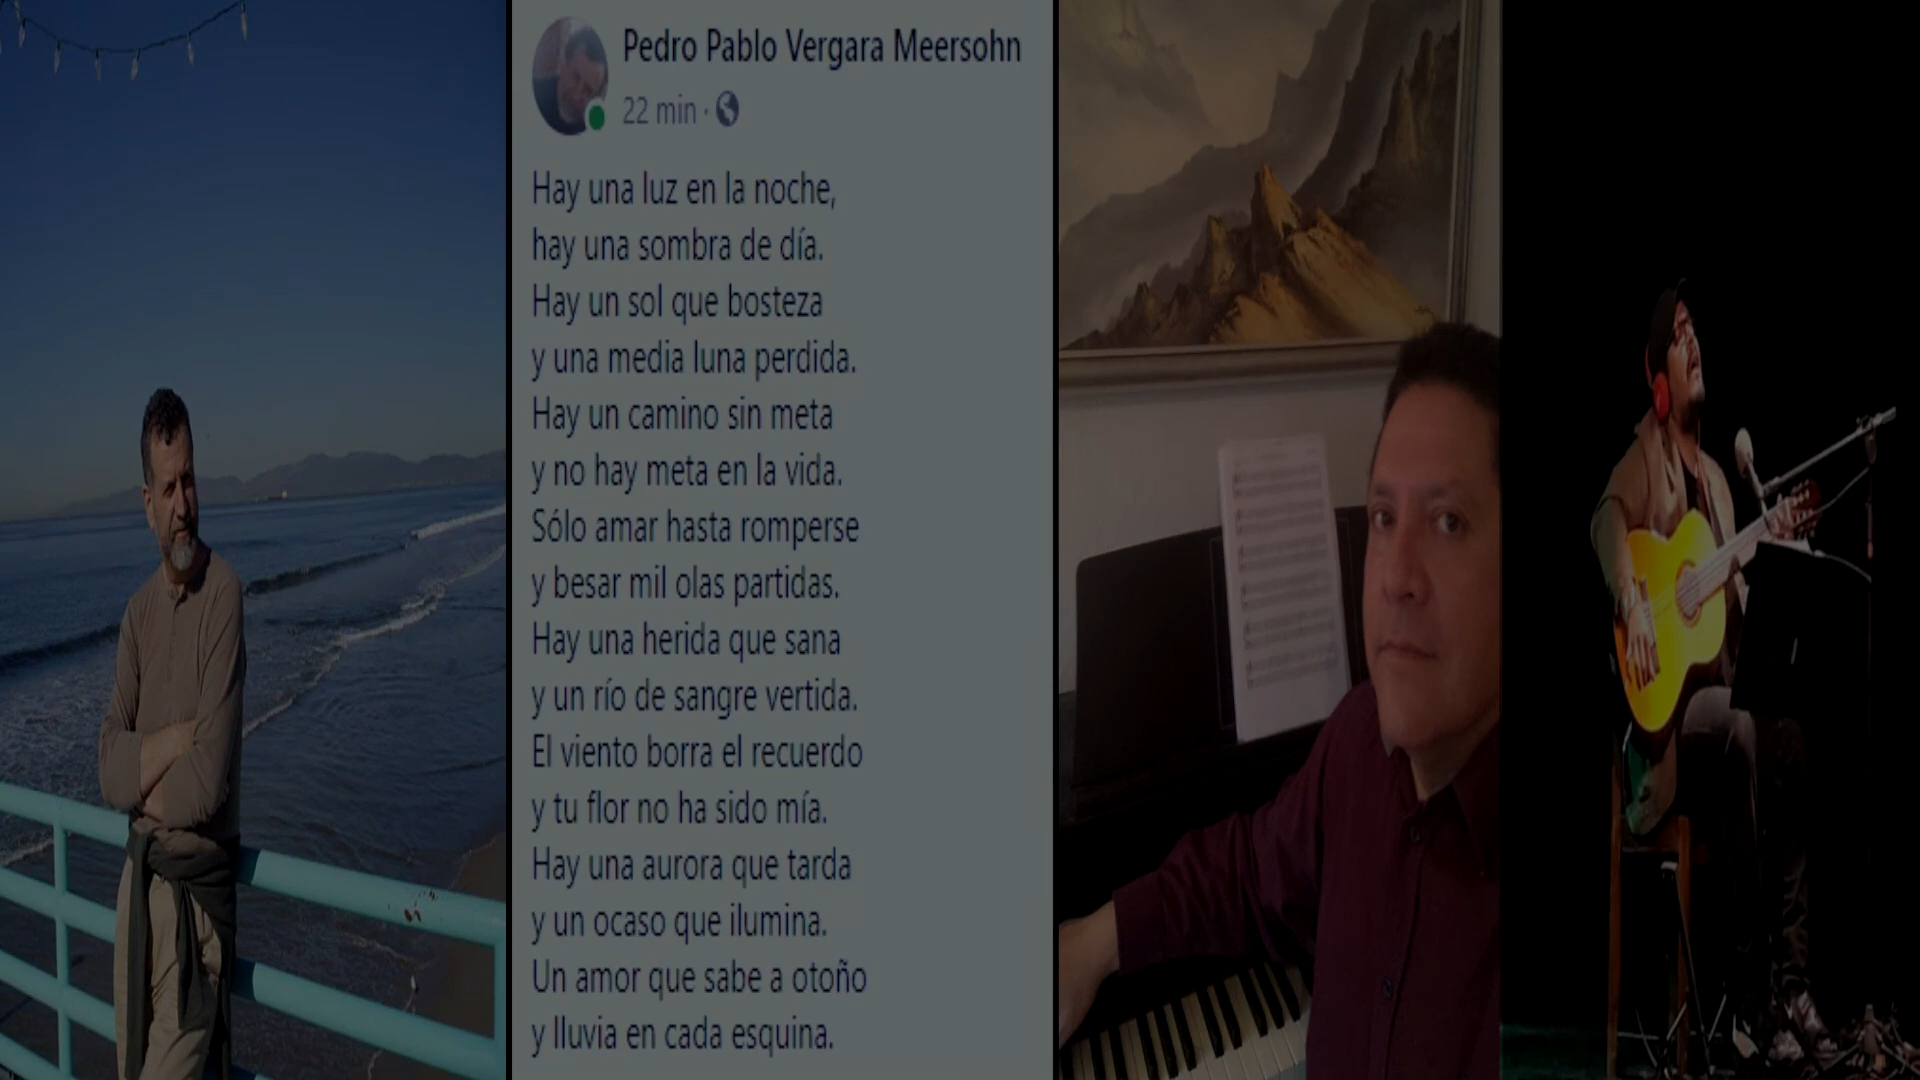 Pedro Pablo Vergara Meersohn
22 min ·
Hay una luz en la noche,
hay una sombra de día.
Hay un sol que bosteza
y una media luna perdida.
Hay un camino sin meta
y no hay meta en la vida.
Sólo amar hasta romperse
y besar mil olas partidas.
Hay una herida que sana
y un río de sangre vertida.
El viento borra el recuerdo
y tu flor no ha sido mía.
Hay una aurora que tarda
y un ocaso que ilumina.
Un amor que sabe a otoño
y lluvia en cada esquina.